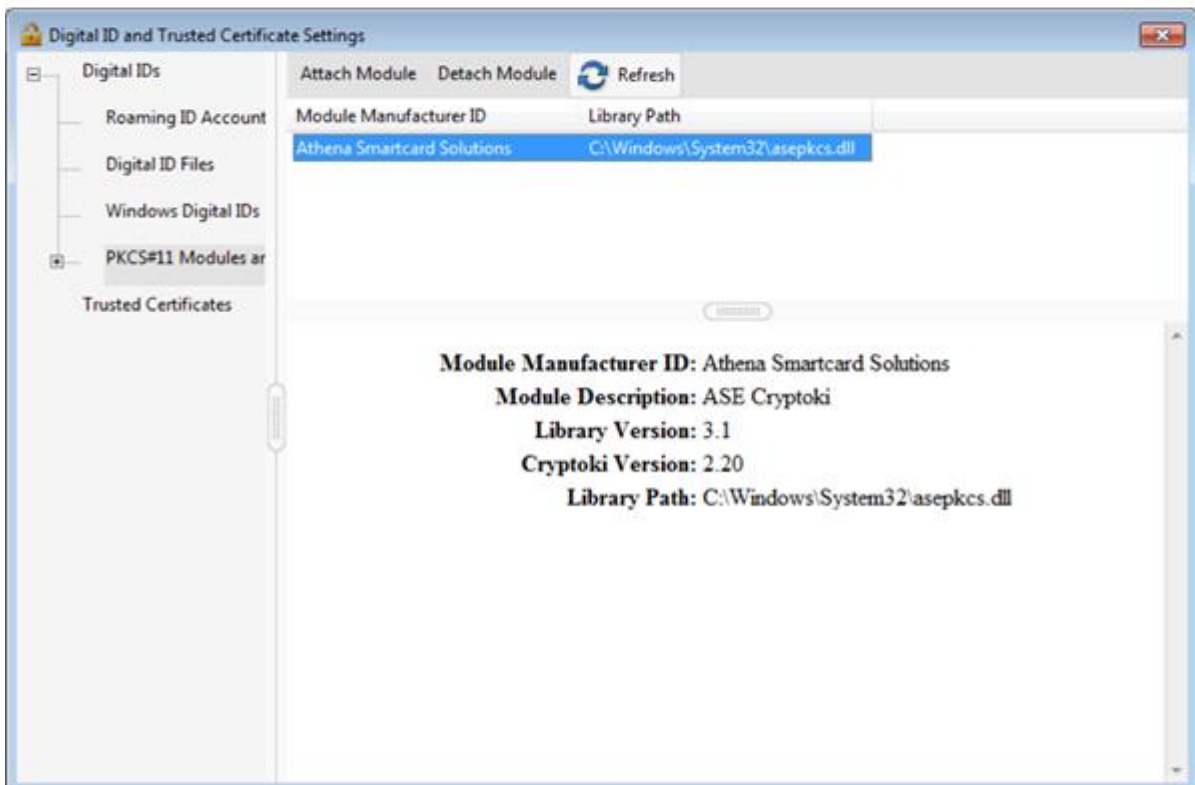 Digital ID and Trusted Certificate Settings
Digital IDs
Roaming ID Account
Digital ID Files
Windows Digital IDs
PKCS#11 Modules ar
Trusted Certificates
Attach Module Detach Module Refresh
Module Manufacturer ID Library Path
Athena Smartcard Solutions C:\Windows\System32\asepkcs.dll
Module Manufacturer ID: Athena Smartcard Solutions
Module Description: ASE Cryptoki
Library Version: 3.1
Cryptoki Version: 2.20
Library Path: C:\Windows\System32\asepkcs.dll